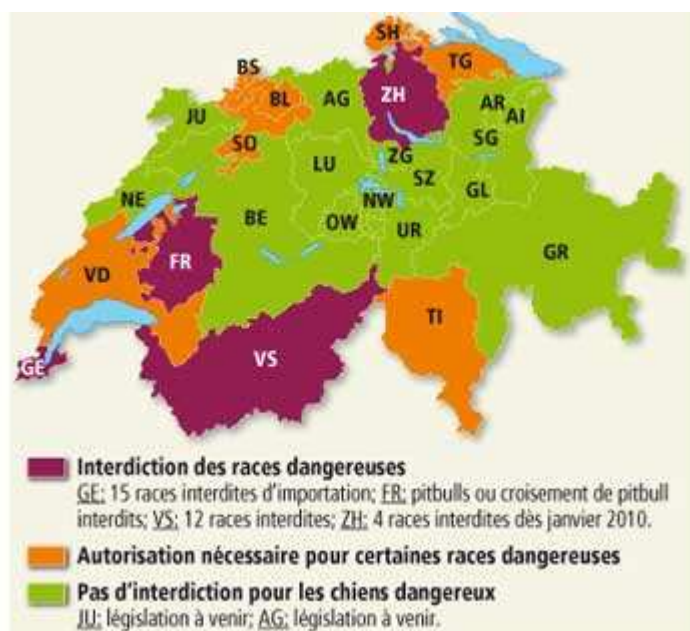 SH
BS
TG
BL
AG
ZH
AR
AI
JU
SO
SG
ZG
LU
SZ
NE
NW
GL
BE
OW
UR
GR
FR
VD
TI
VS
GE
Interdiction des races dangereuses
GE: 15 races interdites d'importation; FR: pitbulls ou croisement de pitbull
interdits; VS: 12 races interdites; ZH: 4 races interdites dès janvier 2010.
Autorisation nécessaire pour certaines races dangereuses
Pas d'interdiction pour les chiens dangereux
JU: législation à venir; AG: législation à venir.